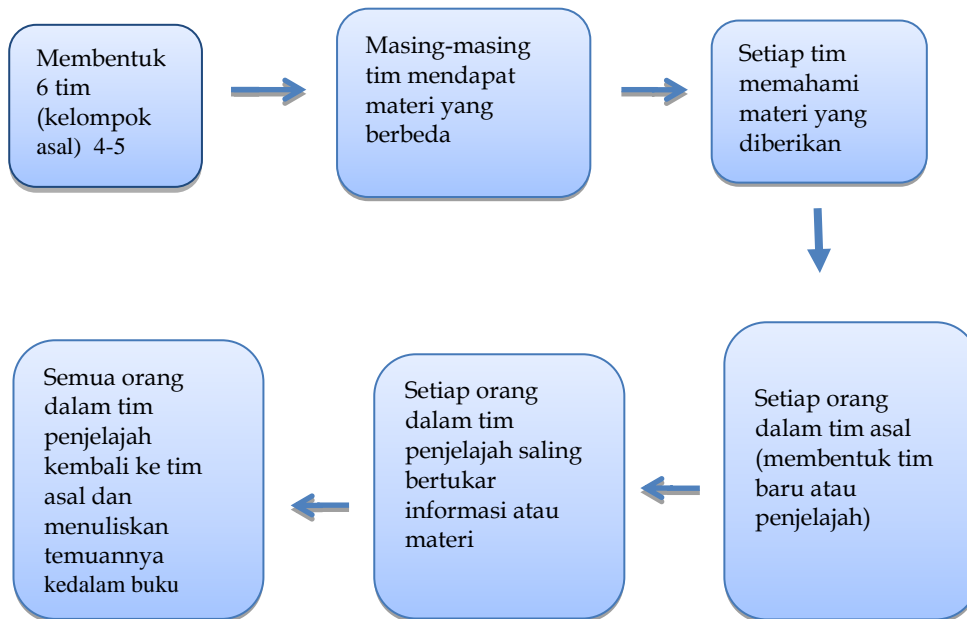 Membentuk
6 tim
(kelompok
asal)  4-5
Masing-masing
tim mendapat
materi yang
berbeda
Setiap tim
memahami
materi yang
diberikan
Setiap orang
dalam tim asal
(membentuk tim
baru atau
penjelajah)
Setiap orang
dalam tim
penjelajah saling
bertukar
informasi atau
materi
Semua orang
dalam tim
penjelajah
kembali ke tim
asal dan
menuliskan
temuannya
kedalam buku